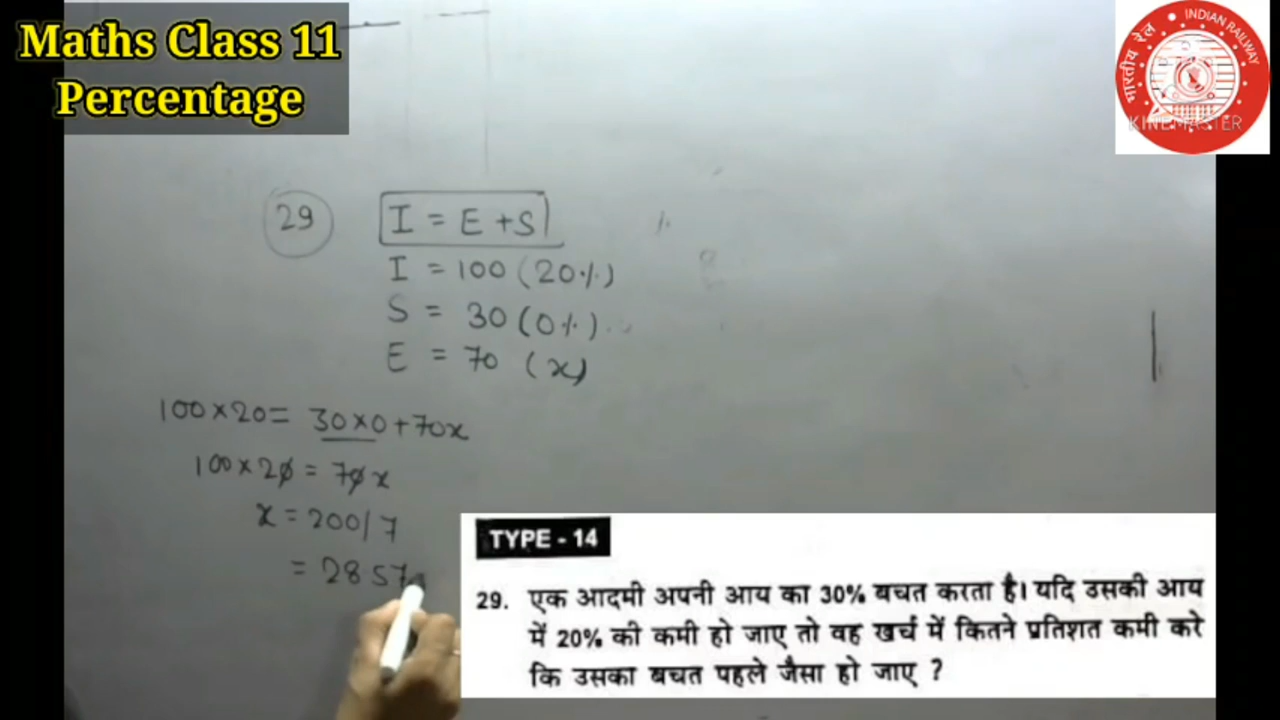 Maths Class 11
Percentage
भारतीय रेल INDIAN RAILWAY
KINEMASTER
29 I = E + S
I = 100 (20%)
S = 30 (0%)
E = 70 (x)
100×20 = 30×0+70x
100×20 = 70x
x = 200/7
= 28 57
TYPE - 14
29. एक आदमी अपनी आय का 30% बचत करता है। यदि उसकी आय
में 20% की कमी हो जाए तो वह खर्च में कितने प्रतिशत कमी करे
कि उसका बचत पहले जैसा हो जाए ?